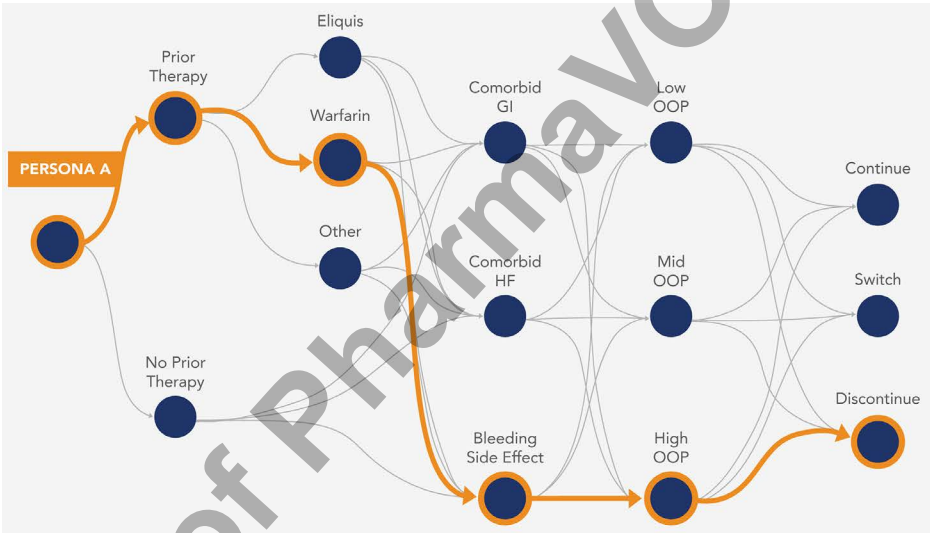 Eliquis
Prior
Therapy
Warfarin
PERSONA A
Other
No Prior
Therapy
Comorbid
GI
Comorbid
HF
Bleeding
Side Effect
Low
OOP
Mid
OOP
High
OOP
Continue
Switch
Discontinue
of PharmaVO